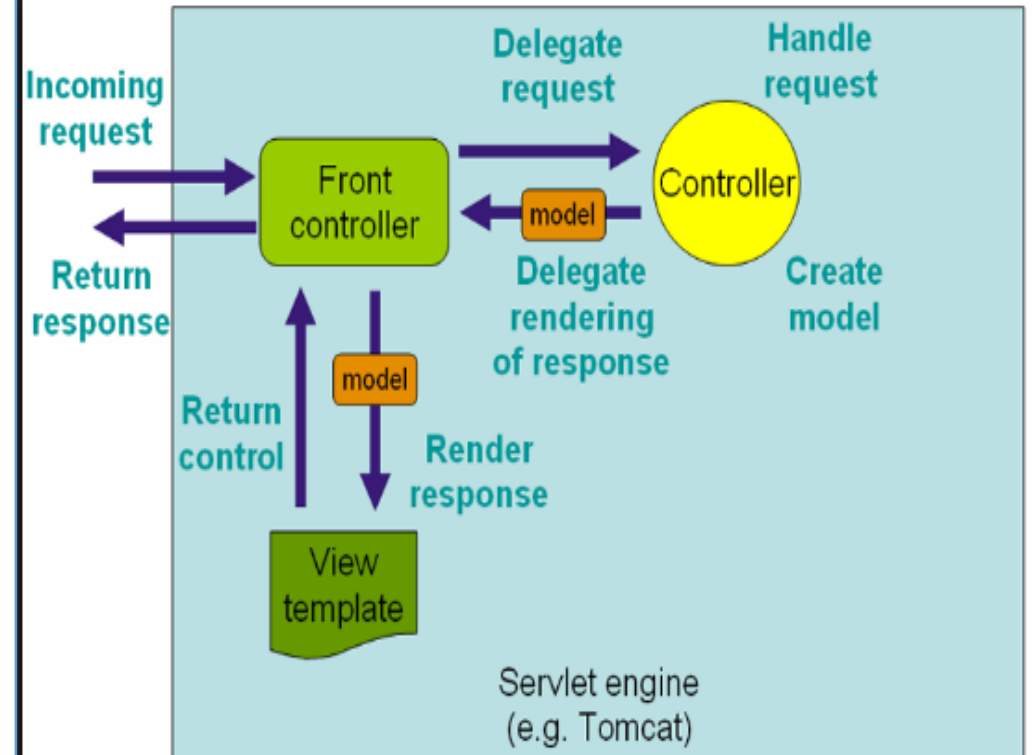 Incoming
request
Return
response
Front
controller
Delegate
request
Handle
request
Controller
model
Delegate
rendering
of response
Create
model
model
Return
control
Render
response
View
template
Servlet engine
(e.g. Tomcat)